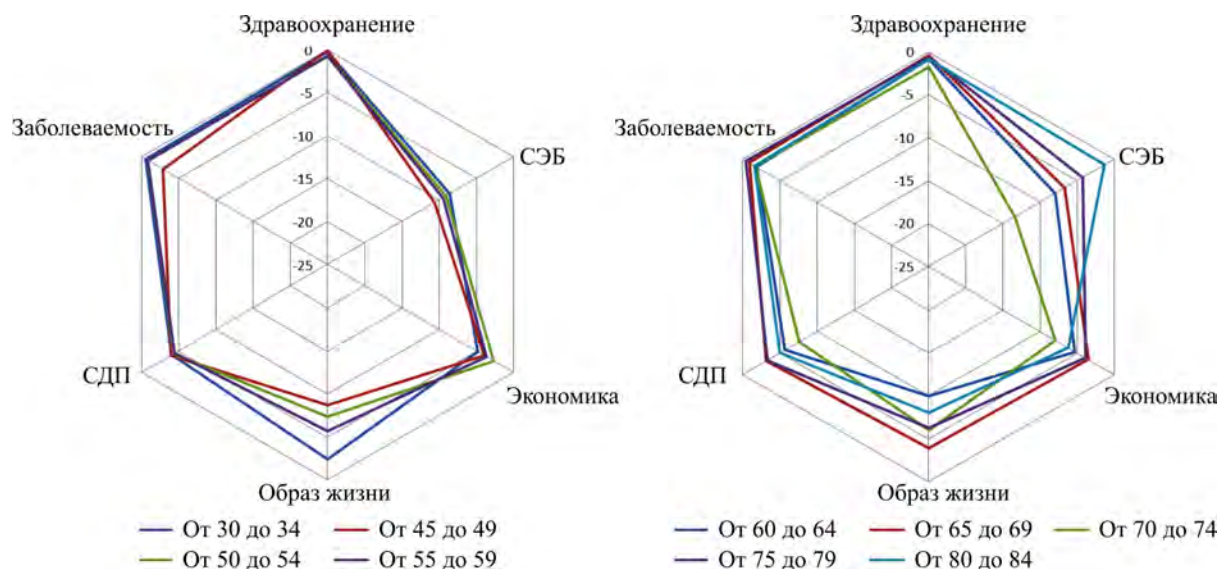 Здравоохранение
0
-5
-10
-15
-20
-25
Заболеваемость
СЭБ
СДП
Экономика
Образ жизни
От 30 до 34
От 45 до 49
От 50 до 54
От 55 до 59
Здравоохранение
0
-5
-10
-15
-20
-25
Заболеваемость
СЭБ
СДП
Экономика
Образ жизни
От 60 до 64
От 65 до 69
От 70 до 74
От 75 до 79
От 80 до 84